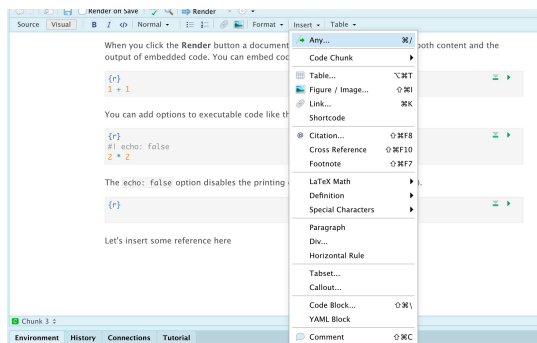 Render on Save
Render
Source Visual B I </> Normal Format Insert Table
When you click the Render button a document
both content and the
output of embedded code. You can embed
{r}
1 + 1
You can add options to executable code like
{r}
#| echo: false
2 * 2
The echo: false option disables the printing
{r}
Let's insert some reference here
Any... ⌘/
Code Chunk
Table... ⌥⌘T
Figure / Image... ⇧⌘I
Link... ⌘K
Shortcode
Citation... ⇧⌘F8
Cross Reference ⇧⌘F10
Footnote ⇧⌘F7
LaTeX Math
Definition
Special Characters
Paragraph
Div...
Horizontal Rule
Tabset...
Callout...
Code Block... ⇧⌘\
YAML Block
Comment ⇧⌘C
Chunk 3
Environment History Connections Tutorial